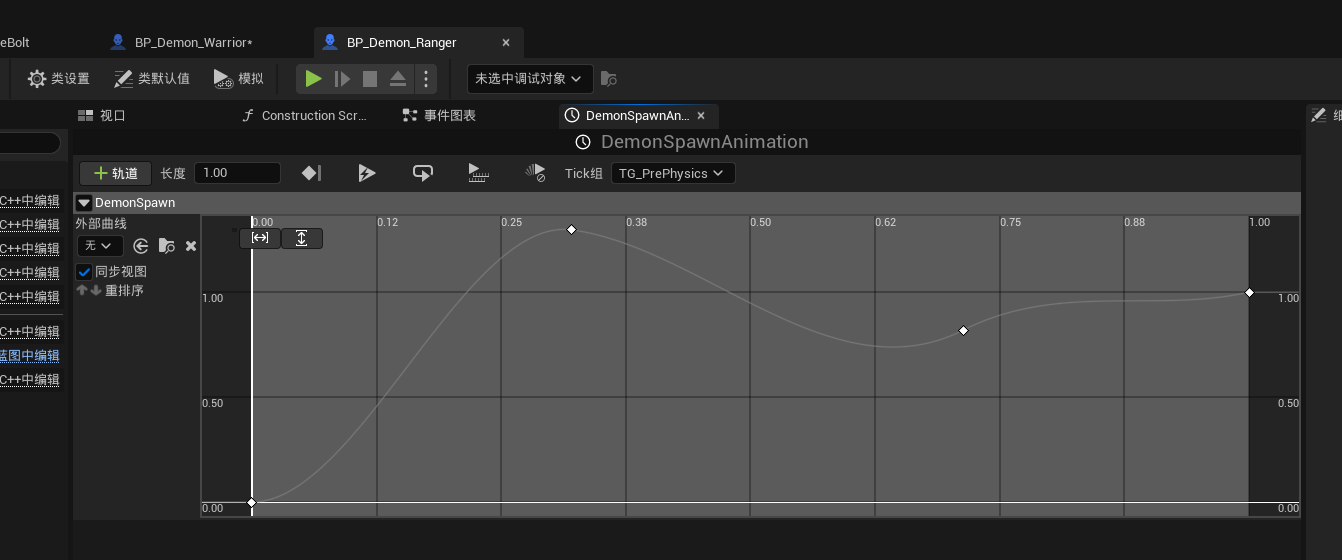 eBolt BP_Demon_Warrior* BP_Demon_Ranger ×
类设置 类默认值 模拟 未选中调试对象
视口 Construction Scr... 事件图表 DemonSpawnAn... × 细
DemonSpawnAnimation
轨道 长度 1.00 Tick组 TG_PrePhysics
DemonSpawn
外部曲线
无
同步视图
重排序
C++中编辑
C++中编辑
C++中编辑
C++中编辑
C++中编辑
C++中编辑
蓝图中编辑
C++中编辑
0.00 0.12 0.25 0.38 0.50 0.62 0.75 0.88 1.00
1.00 1.00
0.50 0.50
0.00 0.00